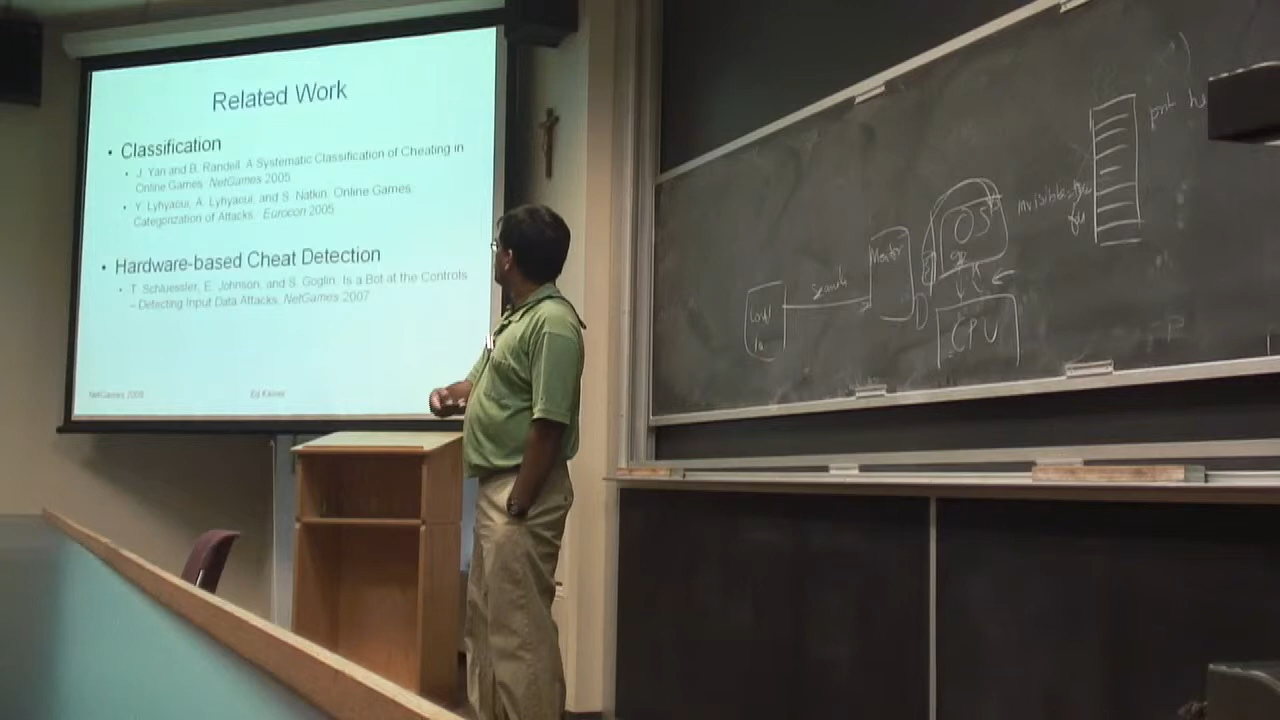 Related Work
• Classification
• J. Yan and B. Randell. A Systematic Classification of Cheating in
Online Games. NetGames 2005
• Y. Lyhyaoui, A. Lyhyaoui, and S. Natkin. Online Games:
Categorization of Attacks. Eurocon 2005
• Hardware-based Cheat Detection
• T. Schluessler, E. Johnson, and S. Goglin. Is a Bot at the Controls
– Detecting Input Data Attacks. NetGames 2007
NetGames 2008
Ed Kaiser
OS
CPU